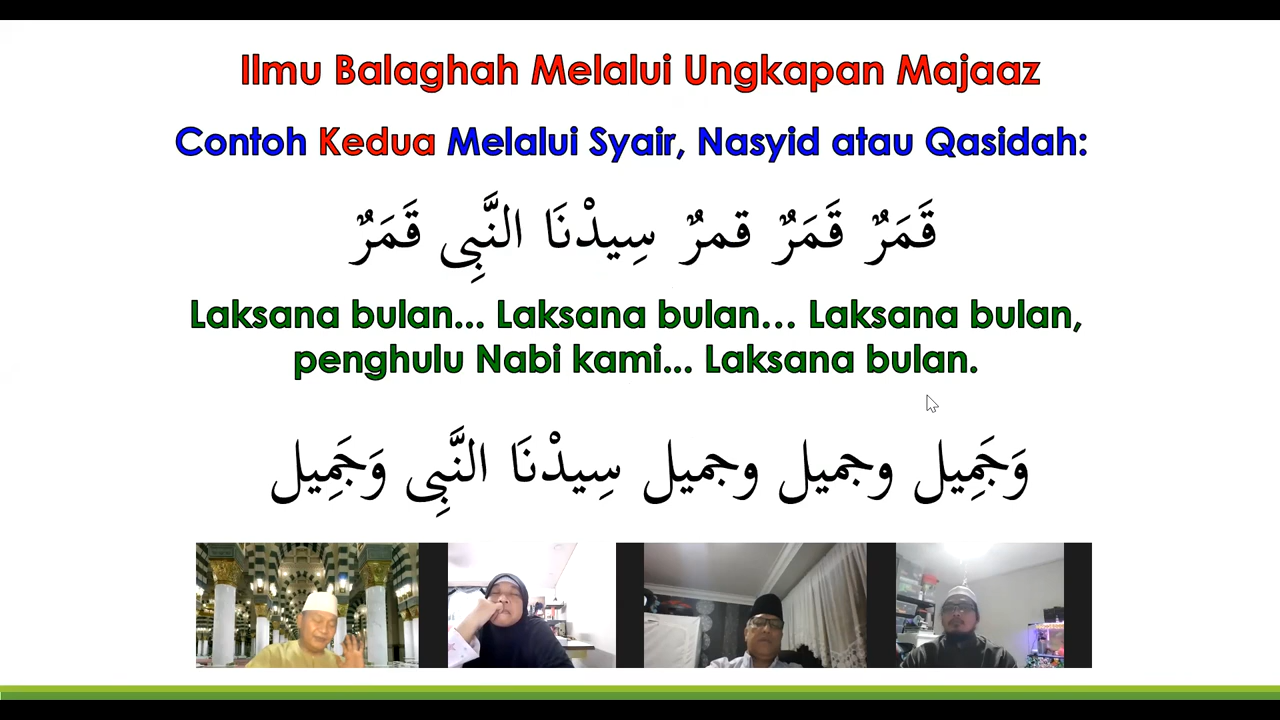 Ilmu Balaghah Melalui Ungkapan Majaaz
Contoh Kedua Melalui Syair, Nasyid atau Qasidah:
قَمَرٌ قَمَرٌ قمرٌ سِيدْنَا النَّبِى قَمَرٌ
Laksana bulan... Laksana bulan... Laksana bulan,
penghulu Nabi kami... Laksana bulan.
وَجَمِيل وجميل وجميل سِيدْنَا النَّبِى وَجَمِيل